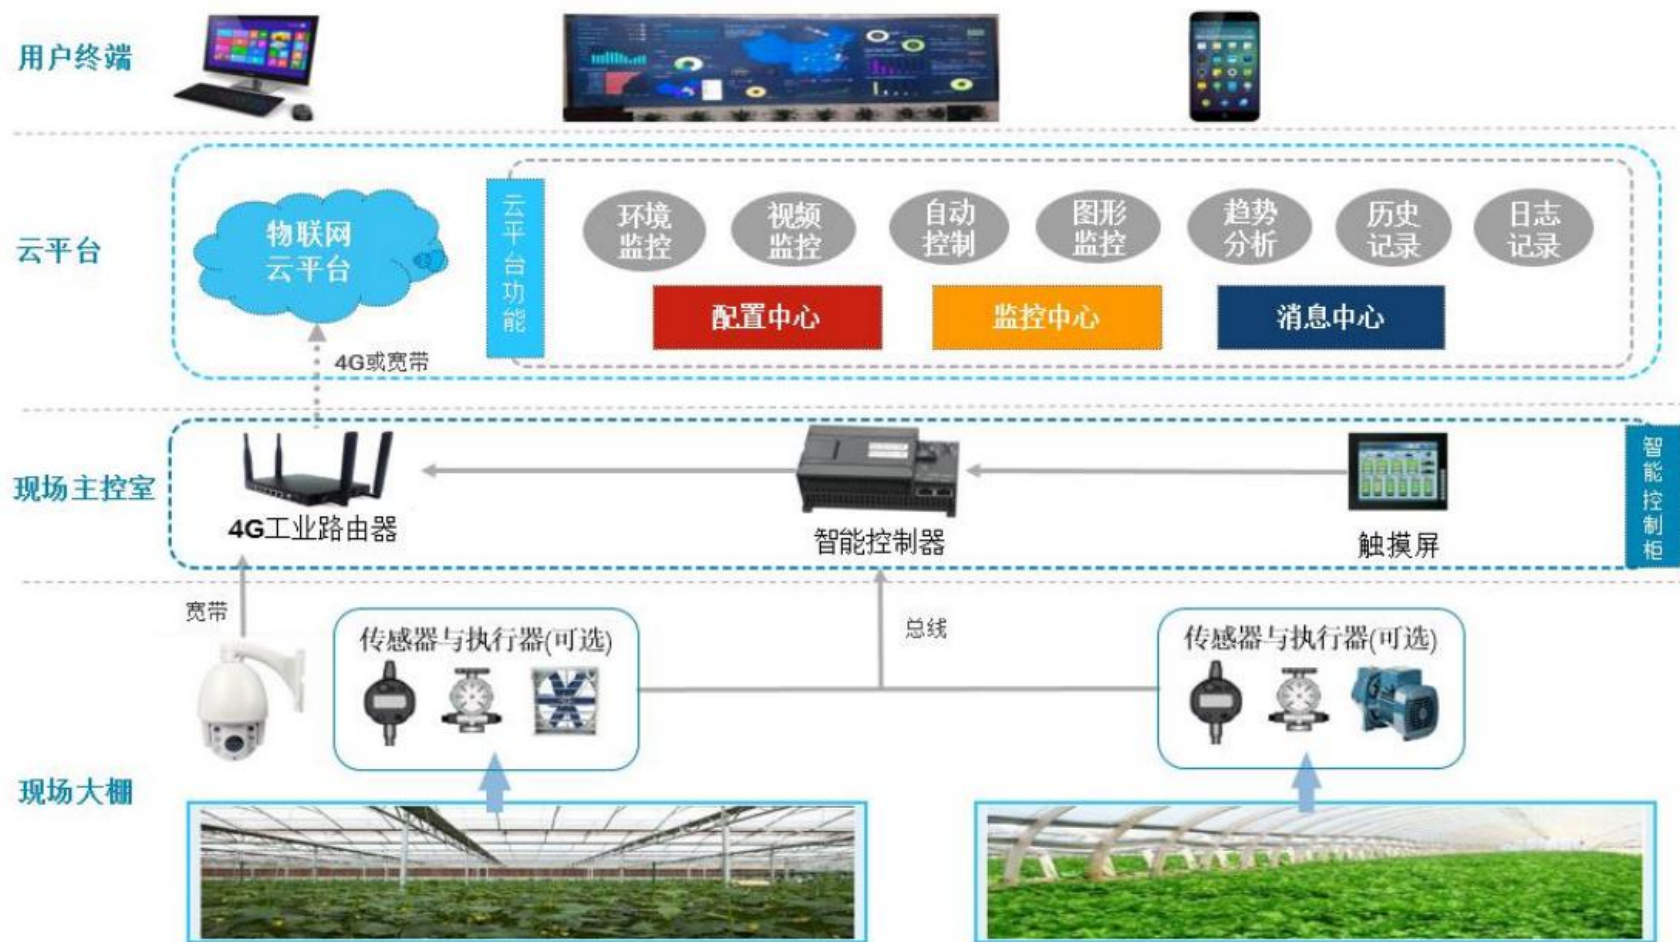 用户终端
云平台
物联网
云平台
4G或宽带
云平台功能
环境
监控
视频
监控
自动
控制
图形
监控
趋势
分析
历史
记录
日志
记录
配置中心
监控中心
消息中心
现场主控室
4G工业路由器
智能控制器
触摸屏
智能控制柜
宽带
总线
传感器与执行器(可选)
传感器与执行器(可选)
现场大棚